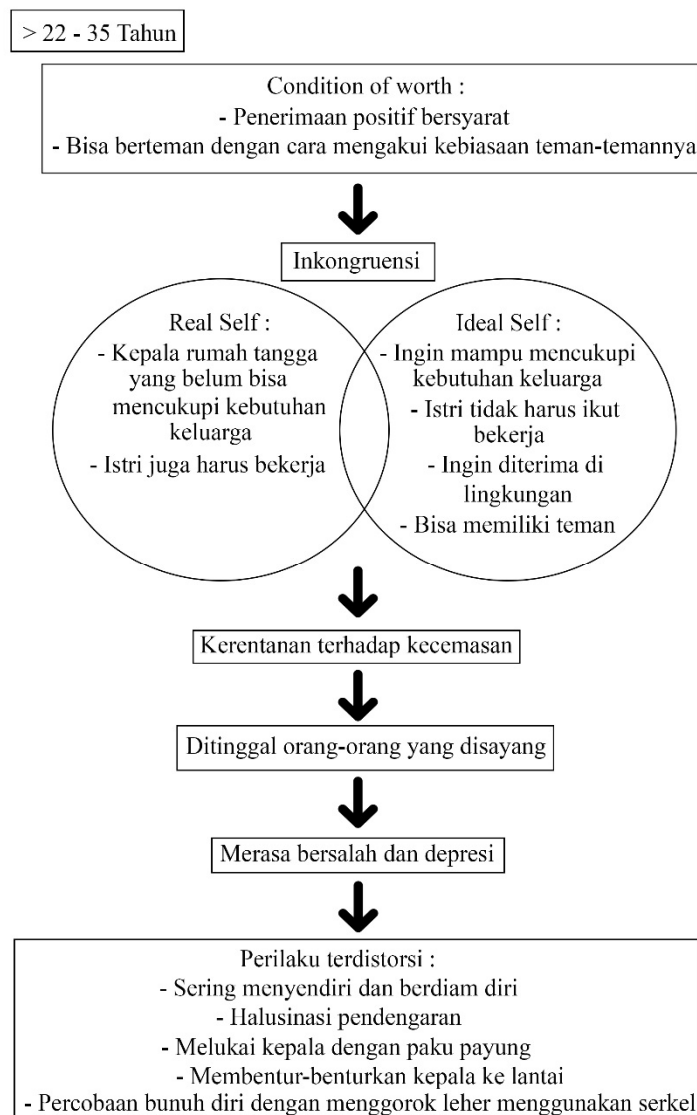 > 22 - 35 Tahun
Condition of worth :
- Penerimaan positif bersyarat
- Bisa berteman dengan cara mengakui kebiasaan teman-temannya
Inkongruensi
Real Self :
- Kepala rumah tangga
yang belum bisa
mencukupi kebutuhan
keluarga
- Istri juga harus bekerja
Ideal Self :
- Ingin mampu mencukupi
kebutuhan keluarga
- Istri tidak harus ikut
bekerja
- Ingin diterima di
lingkungan
- Bisa memiliki teman
Kerentanan terhadap kecemasan
Ditinggal orang-orang yang disayang
Merasa bersalah dan depresi
Perilaku terdistorsi :
- Sering menyendiri dan berdiam diri
- Halusinasi pendengaran
- Melukai kepala dengan paku payung
- Membentur-benturkan kepala ke lantai
- Percobaan bunuh diri dengan menggorok leher menggunakan serkel